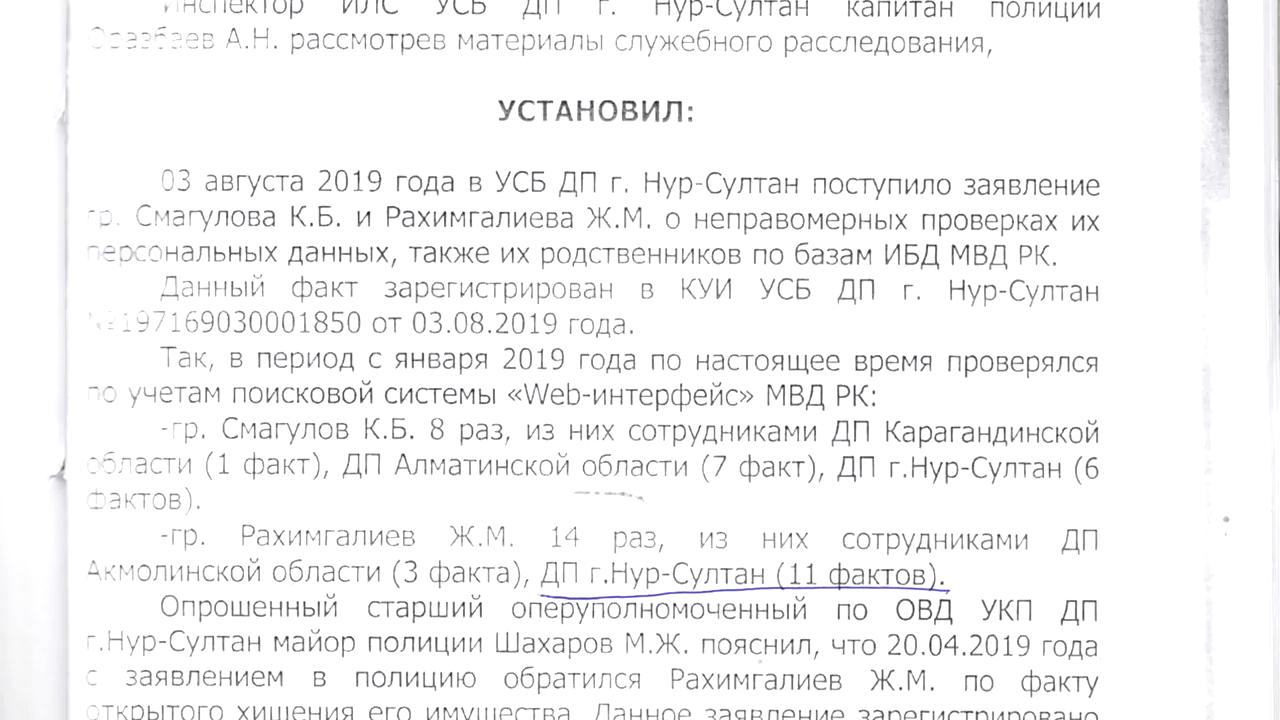 Инспектор ИЛС УСБ ДП г. Нур-Султан капитан полиции
А.Н. рассмотрев материалы служебного расследования,
УСТАНОВИЛ:
03 августа 2019 года в УСБ ДП г. Нур-Султан поступило заявление
гр. Смагулова К.Б. и Рахимгалиева Ж.М. о неправомерных проверках их
персональных данных, также их родственников по базам ИБД МВД РК.
Данный факт зарегистрирован в КУИ УСБ ДП г. Нур-Султан
№197169030001850 от 03.08.2019 года.
Так, в период с января 2019 года по настоящее время проверялся
по учетам поисковой системы «Web-интерфейс» МВД РК:
-гр. Смагулов К.Б. 8 раз, из них сотрудниками ДП Карагандинской
области (1 факт), ДП Алматинской области (7 факт), ДП г.Нур-Султан (6
фактов).
-гр. Рахимгалиев Ж.М. 14 раз, из них сотрудниками ДП
Акмолинской области (3 факта), ДП г.Нур-Султан (11 фактов).
Опрошенный старший оперуполномоченный по ОВД УКП ДП
г.Нур-Султан майор полиции Шахаров М.Ж. пояснил, что 20.04.2019 года
с заявлением в полицию обратился Рахимгалиев Ж.М. по факту
открытого хищения его имущества. Данное заявление зарегистрировано